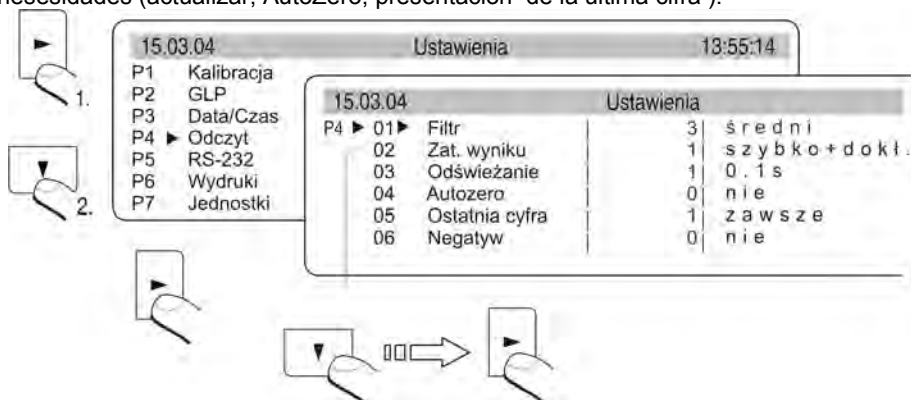 nesesidades (actualizar, AutoZero, presentación de la última cifra ).
15.03.04 Ustawienia 13:55:14
P1 Kalibracja
P2 GLP
P3 Data/Czas
P4 ► Odczyt
P5 RS-232
P6 Wydruki
P7 Jednostki
1.
2.
15.03.04 Ustawienia
P4 ► 01► Filtr | 3| średni
02 Zat. wyniku | 1| szybko+dokł.
03 Odświeżanie | 1| 0.1s
04 Autozero | 0| nie
05 Ostatnia cyfra | 1| zawsze
06 Negatyw | 0| nie